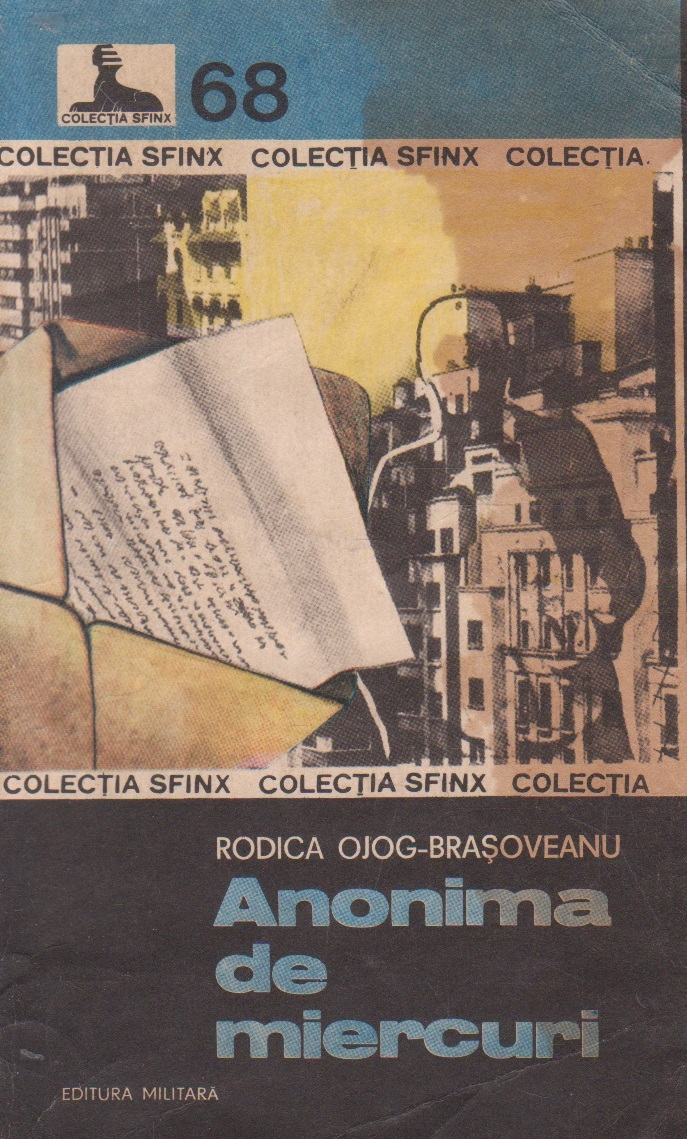 COLECȚIA SFINX
68
COLECȚIA SFINX COLECȚIA SFINX COLECȚIA
COLECȚIA SFINX COLECȚIA SFINX COLECȚIA
RODICA OJOG-BRAȘOVEANU
Anonima
de
miercuri
EDITURA MILITARĂ